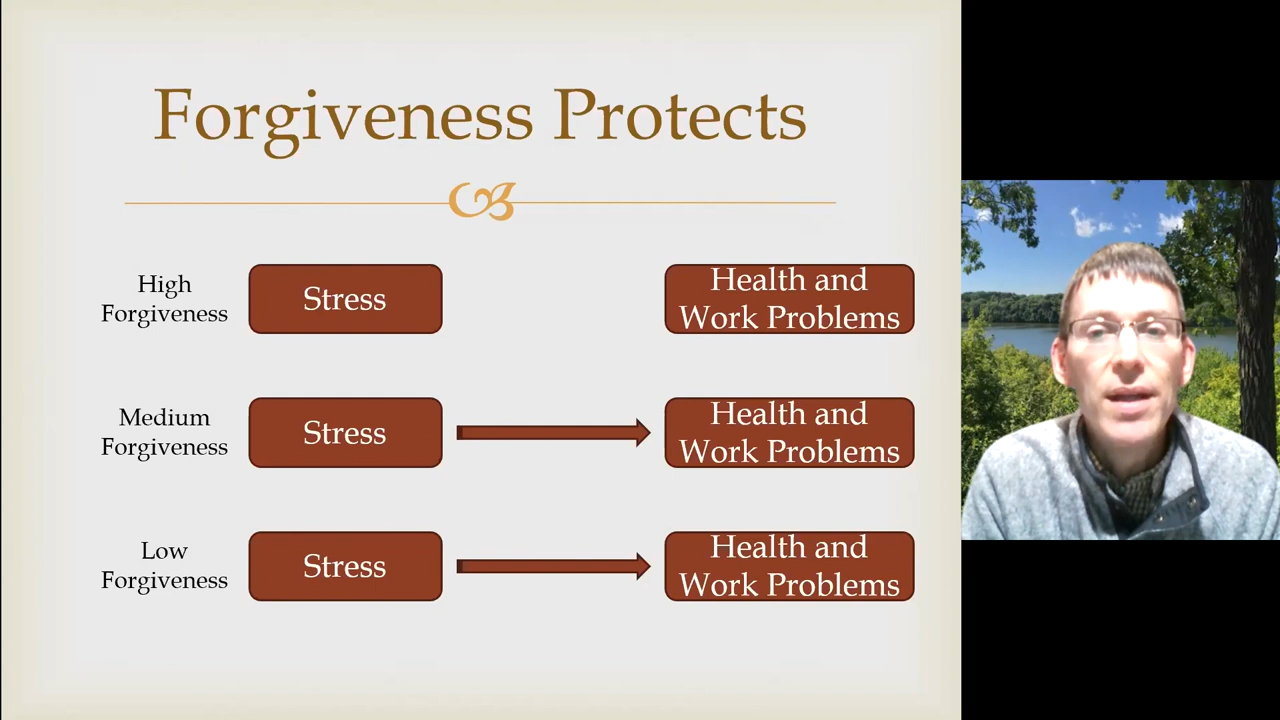 Forgiveness Protects
High
Forgiveness
Stress
Health and
Work Problems
Medium
Forgiveness
Stress
Health and
Work Problems
Low
Forgiveness
Stress
Health and
Work Problems